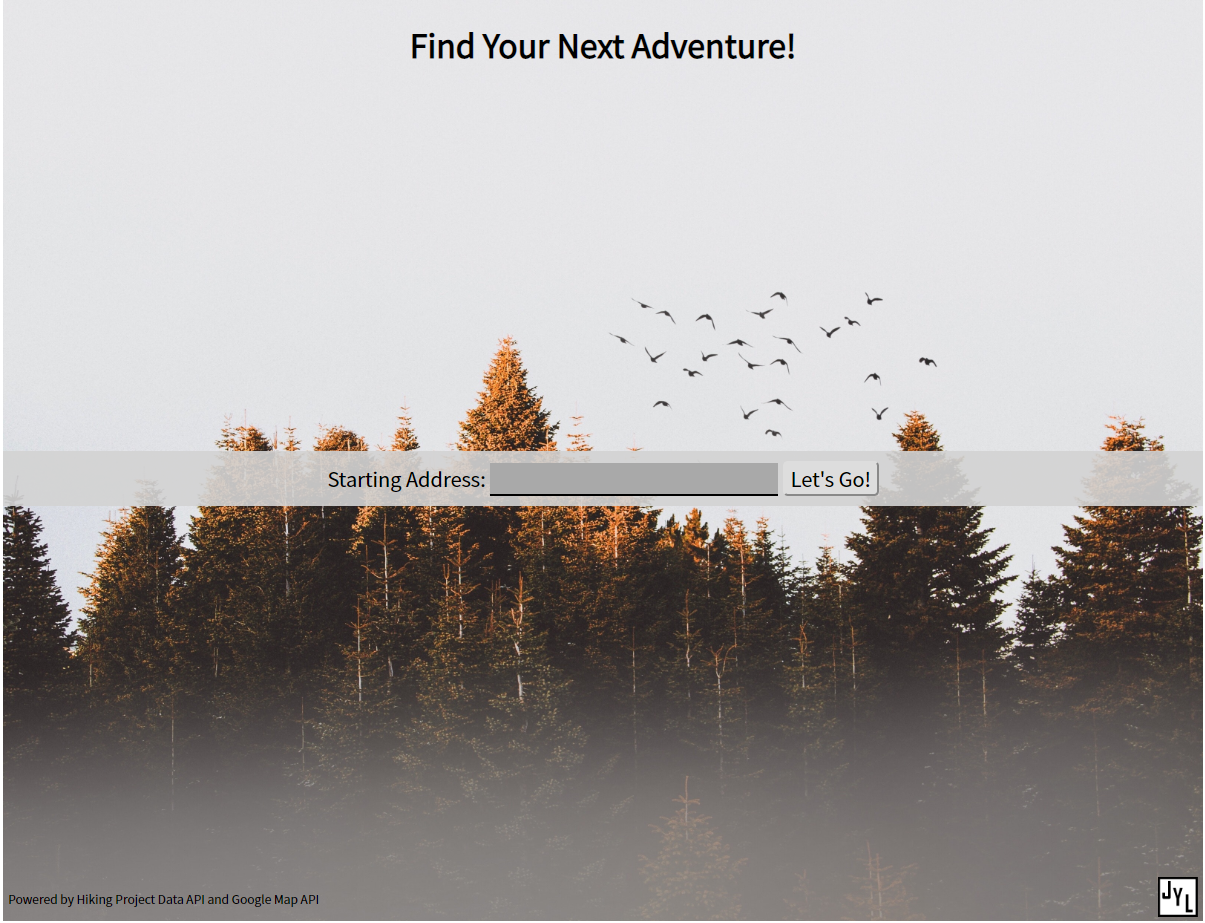 Find Your Next Adventure!
Starting Address:
Let's Go!
Powered by Hiking Project Data API and Google Map API
JYL